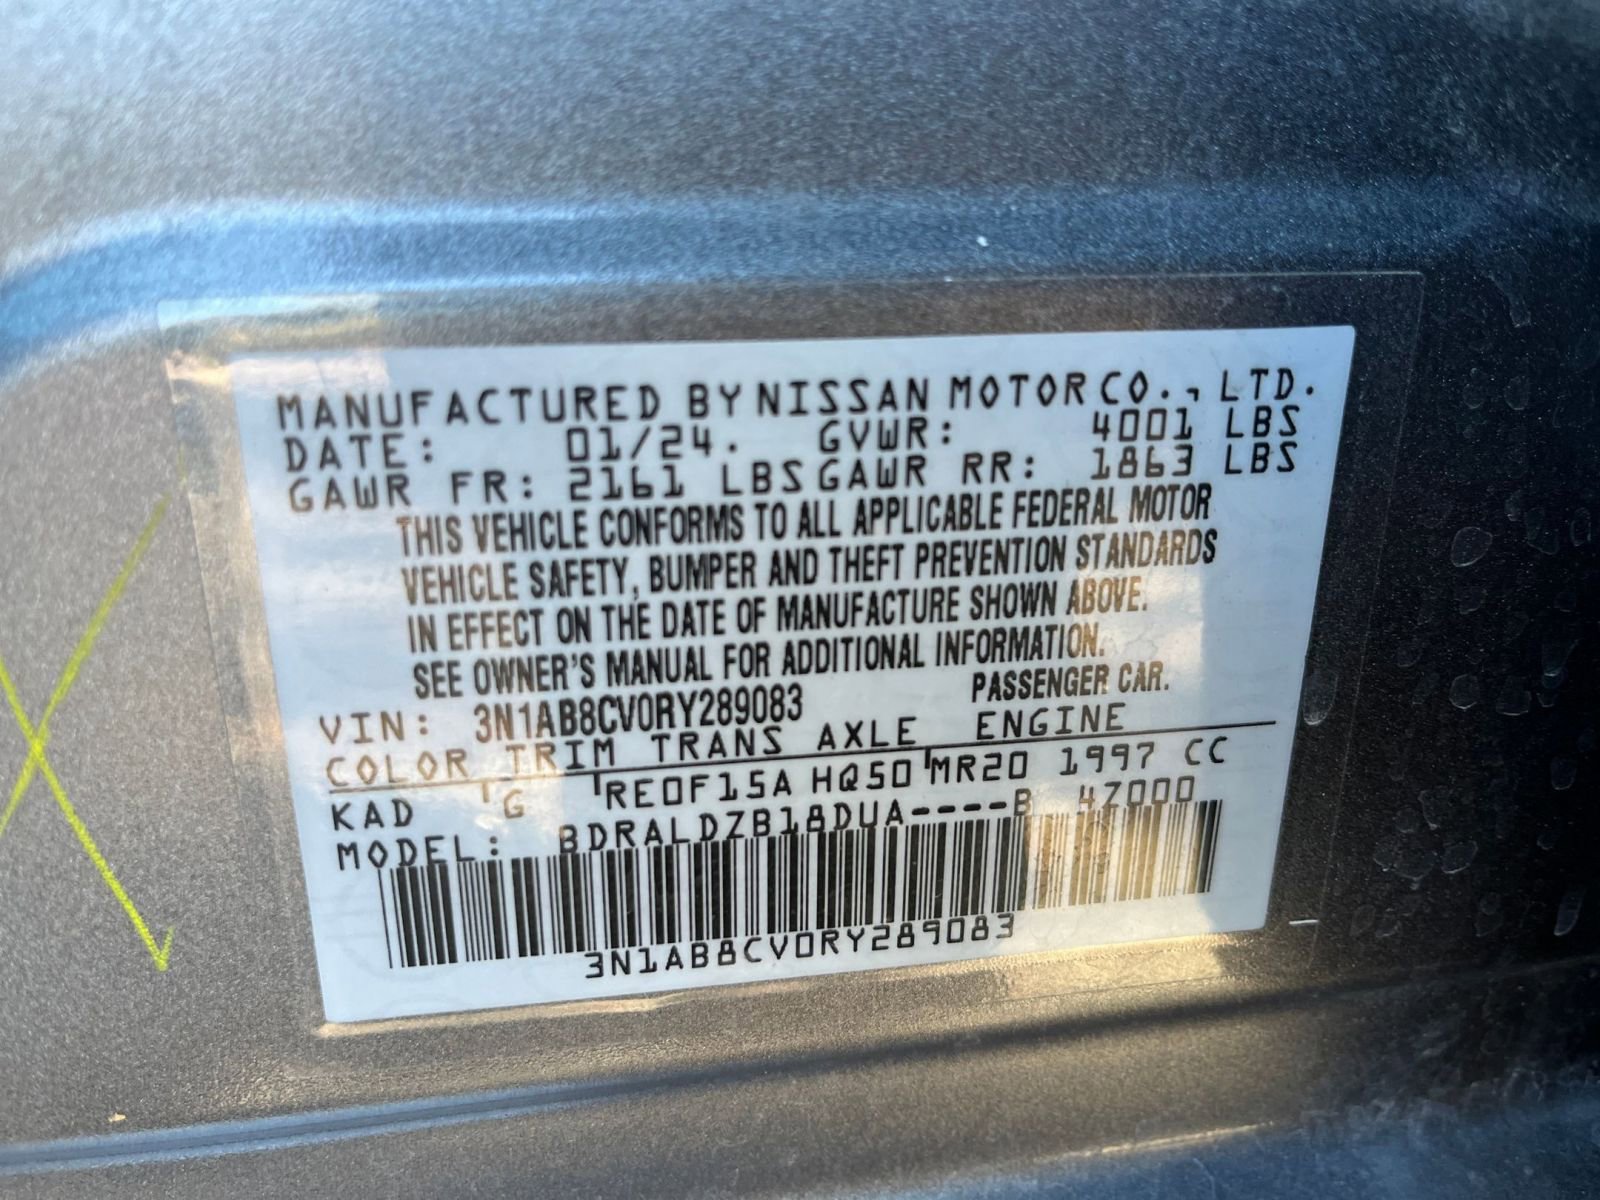 MANUFACTURED BY NISSAN MOTOR CO., LTD.
DATE: 01/24. GVWR: 4001 LBS
GAWR FR: 2161 LBS GAWR RR: 1863 LBS
THIS VEHICLE CONFORMS TO ALL APPLICABLE FEDERAL MOTOR
VEHICLE SAFETY, BUMPER AND THEFT PREVENTION STANDARDS
IN EFFECT ON THE DATE OF MANUFACTURE SHOWN ABOVE.
SEE OWNER'S MANUAL FOR ADDITIONAL INFORMATION.
VIN: 3N1AB8CV0RY289083 PASSENGER CAR.
COLOR TRIM TRANS AXLE ENGINE
KAD G RE0F15A HQ50 MR20 1997 CC
MODEL: BDRALDZB18DUA----B 4Z000
3N1AB8CV0RY289083